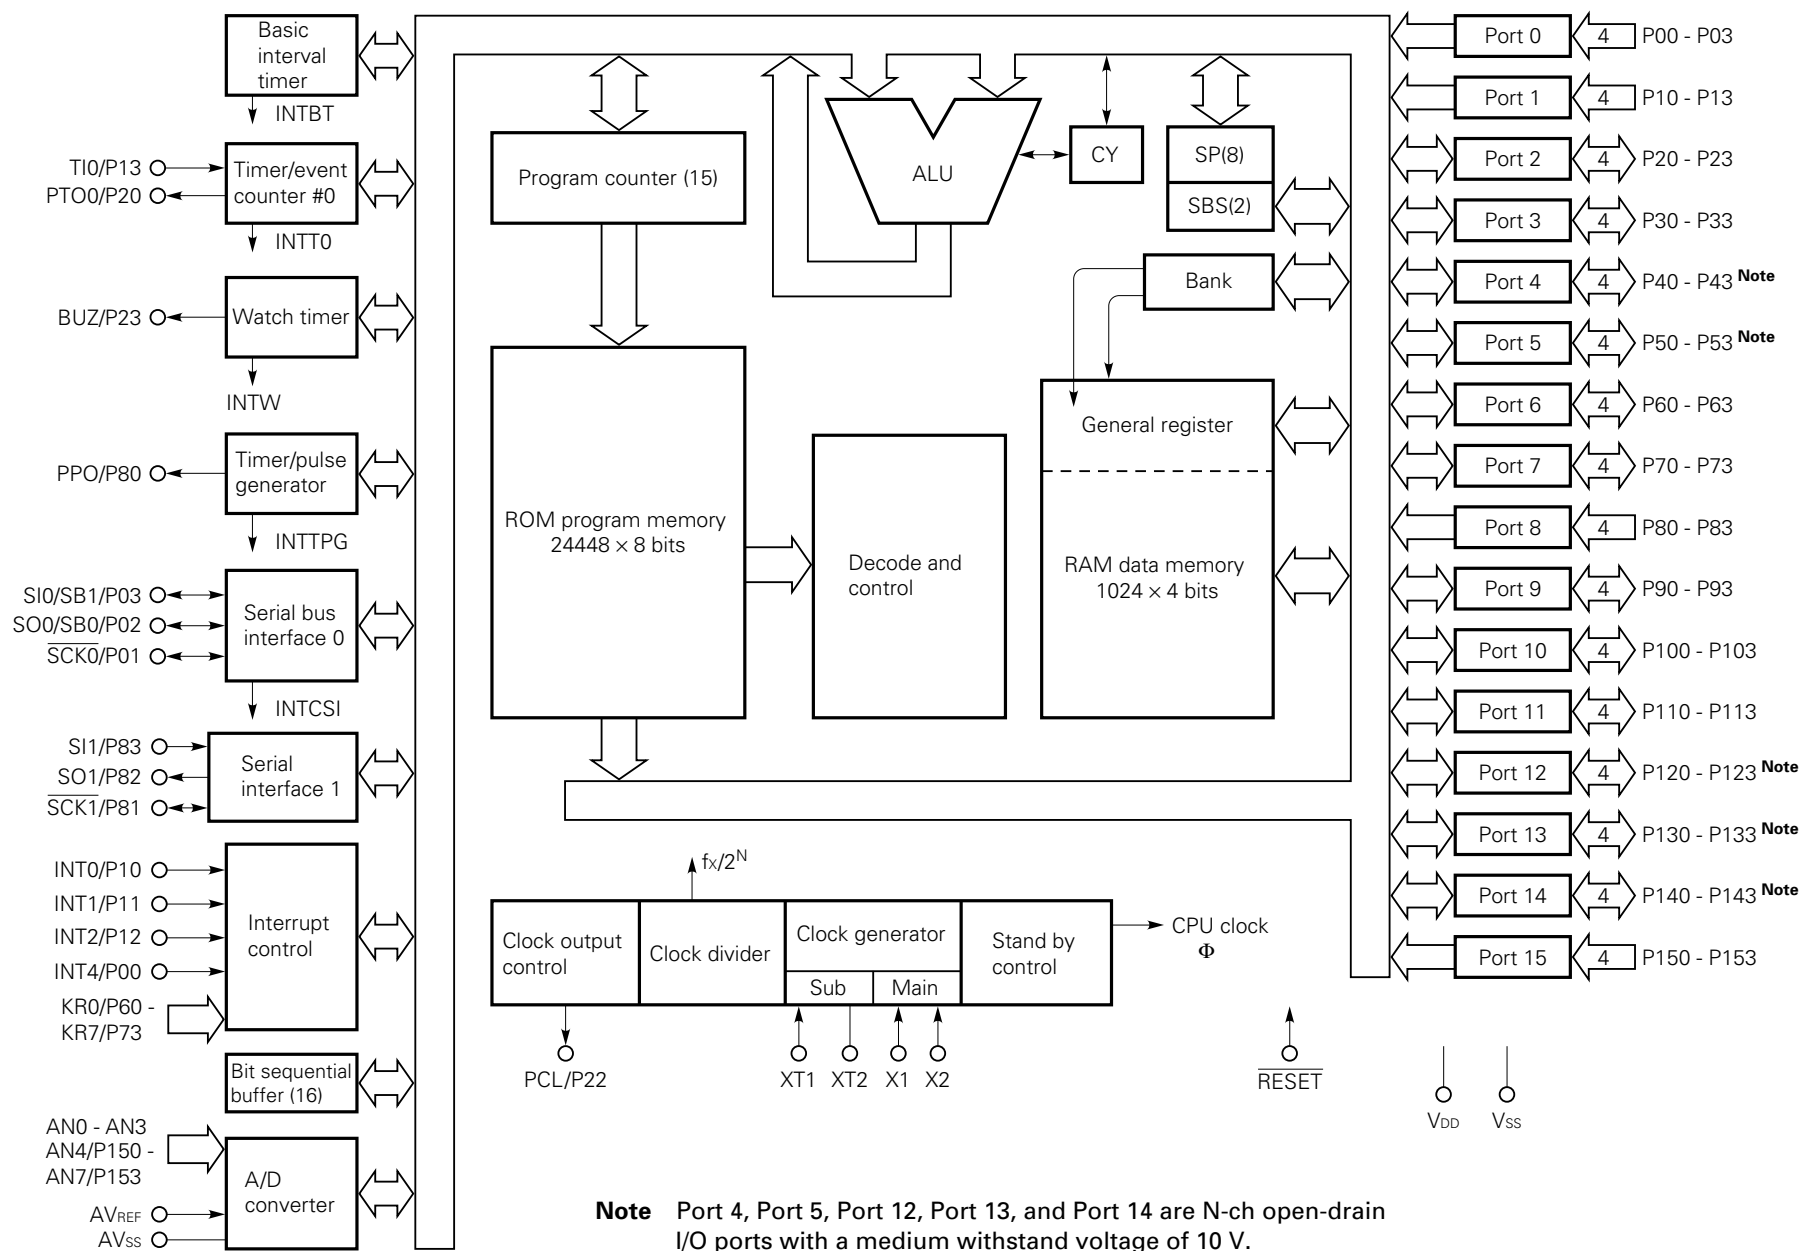 Basic
interval
timer
INTBT
TI0/P13
PTO0/P20
Timer/event
counter #0
INTT0
BUZ/P23
Watch timer
INTW
PPO/P80
Timer/pulse
generator
INTTPG
SI0/SB1/P03
SO0/SB0/P02
SCK0/P01
Serial bus
interface 0
INTCSI
SI1/P83
SO1/P82
SCK1/P81
Serial
interface 1
INT0/P10
INT1/P11
INT2/P12
INT4/P00
KR0/P60 -
KR7/P73
Interrupt
control
Bit sequential
buffer (16)
AN0 - AN3
AN4/P150 -
AN7/P153
AVREF
AVSS
A/D
converter
Program counter (15)
ALU
CY
SP(8)
SBS(2)
Bank
ROM program memory
24448 × 8 bits
Decode and
control
General register
RAM data memory
1024 × 4 bits
fX/2N
Clock output
control
Clock divider
Clock generator
Sub
Main
Stand by
control
CPU clock
Φ
PCL/P22
XT1
XT2
X1
X2
RESET
VDD
VSS
Port 0 4 P00 - P03
Port 1 4 P10 - P13
Port 2 4 P20 - P23
Port 3 4 P30 - P33
Port 4 4 P40 - P43 Note
Port 5 4 P50 - P53 Note
Port 6 4 P60 - P63
Port 7 4 P70 - P73
Port 8 4 P80 - P83
Port 9 4 P90 - P93
Port 10 4 P100 - P103
Port 11 4 P110 - P113
Port 12 4 P120 - P123 Note
Port 13 4 P130 - P133 Note
Port 14 4 P140 - P143 Note
Port 15 4 P150 - P153
Note Port 4, Port 5, Port 12, Port 13, and Port 14 are N-ch open-drain
I/O ports with a medium withstand voltage of 10 V.